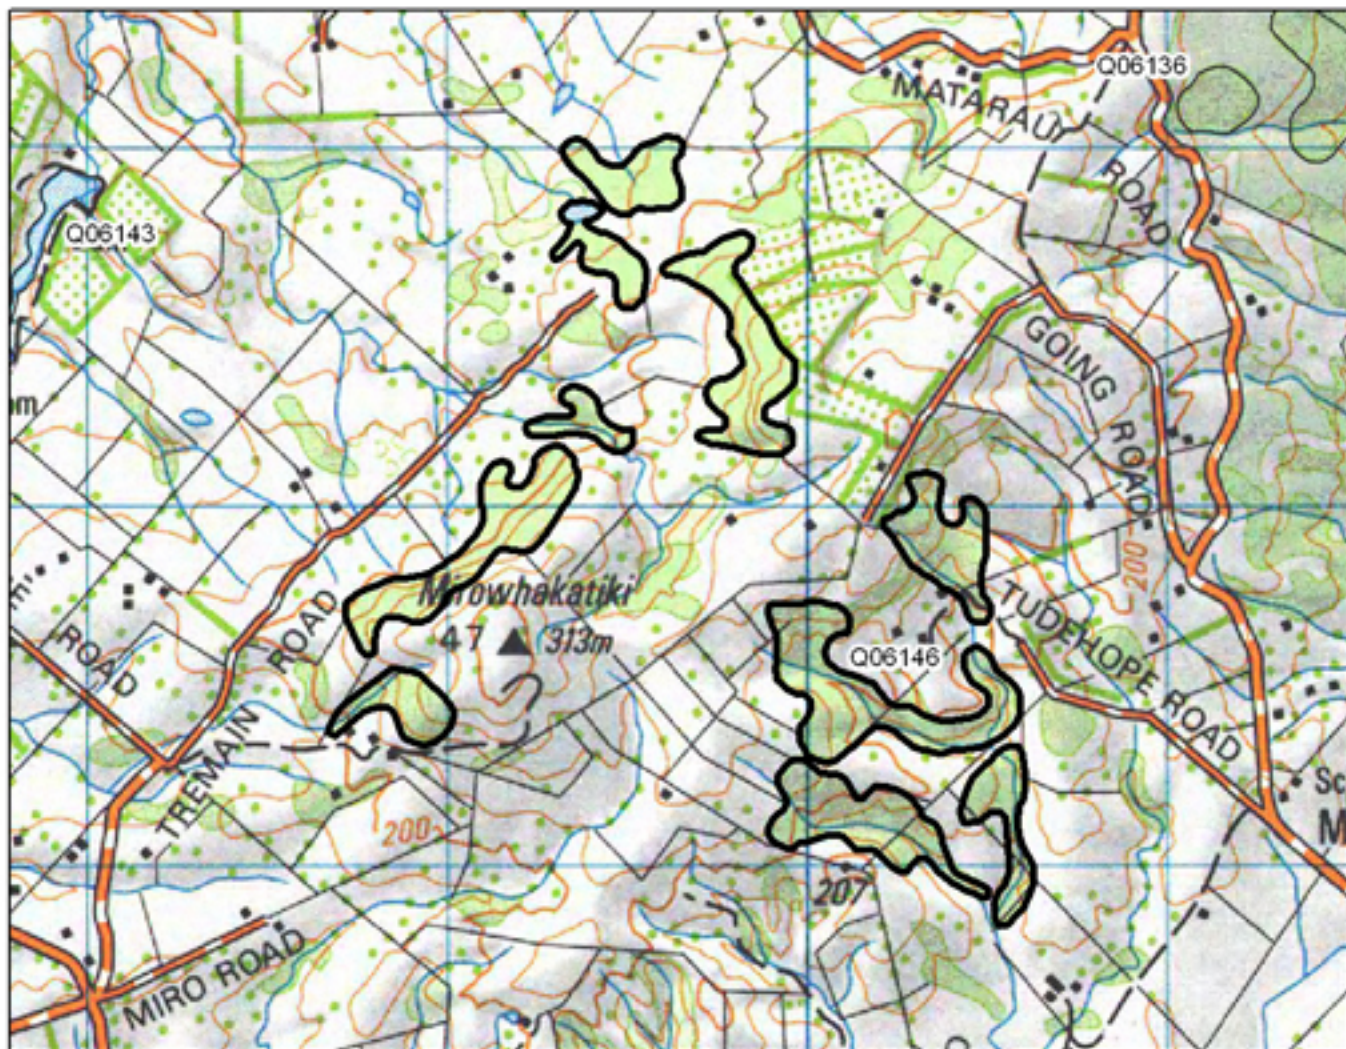 Q06136
MATARAU
ROAD
Q06143
GOING
ROAD
200
Mirowhakatiki
47
313m
ROAD
ROAD
TUDEHOPE ROAD
Q06146
TREMAIN
Sc
M
200
207
MIRO ROAD